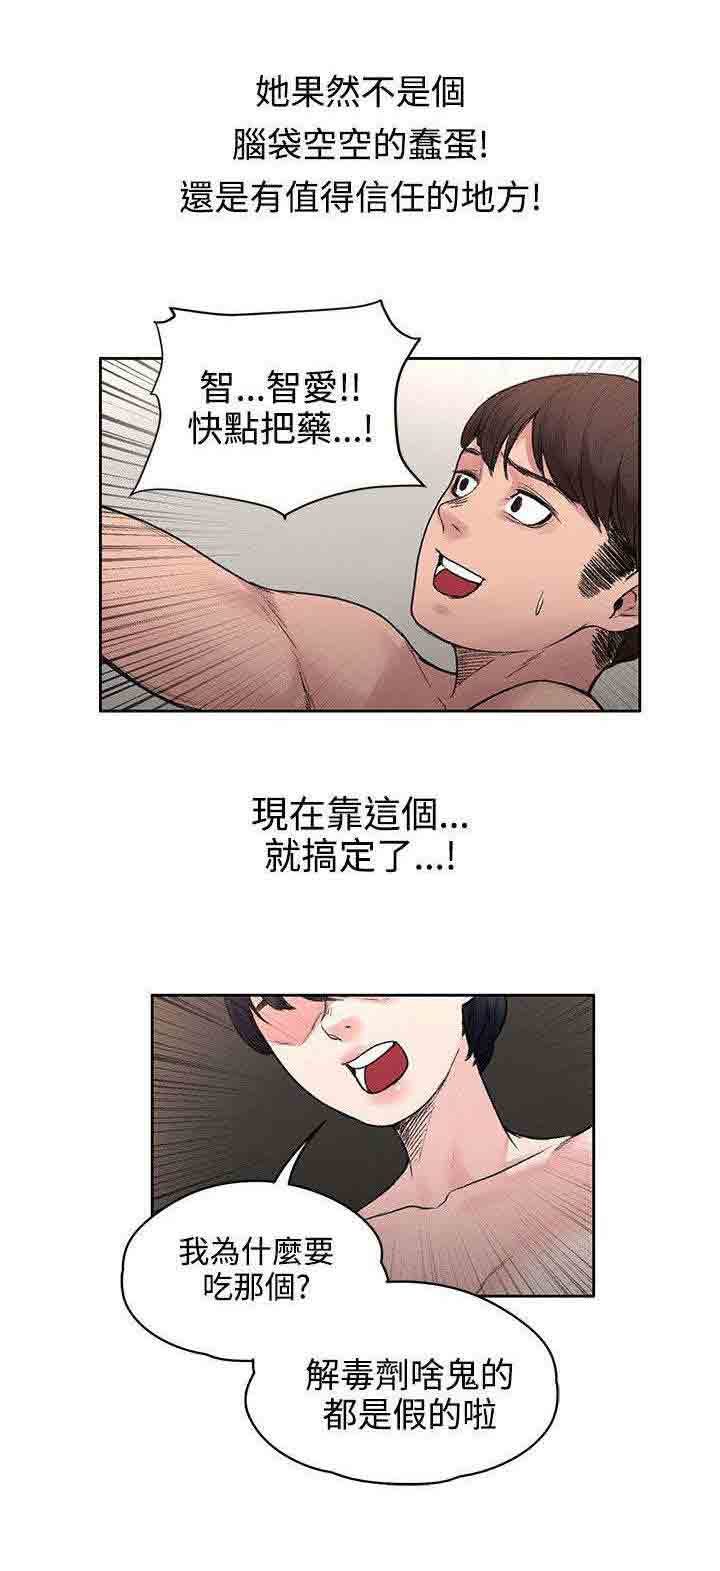 她果然不是個
腦袋空空的蠢蛋!
還是有值得信任的地方!
智...智愛!!
快點把藥...!
現在靠這個...
就搞定了...!
我為什麼要
吃那個?
解毒劑啥鬼的
都是假的啦